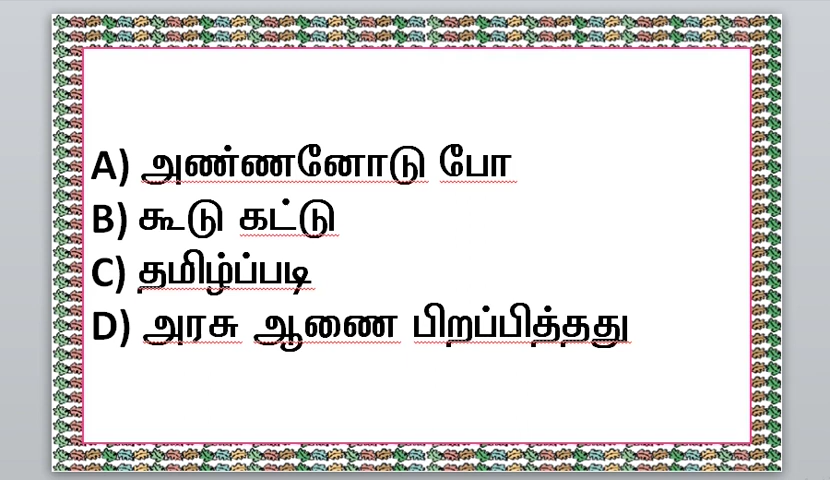 A) அண்ணனோடு போ
B) கூடு கட்டு
C) தமிழ்ப்படி
D) அரசு ஆணை பிறப்பித்தது